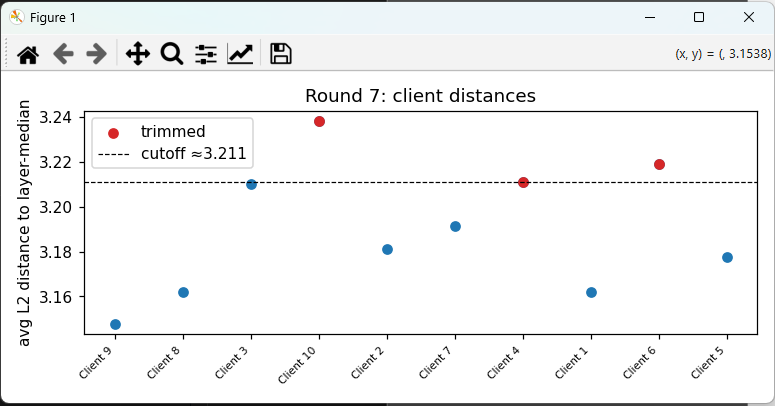 Figure 1
(x, y) = (, 3.1538)
Round 7: client distances
trimmed
cutoff ≈3.211
avg L2 distance to layer-median
3.24
3.22
3.20
3.18
3.16
Client 9
Client 8
Client 3
Client 10
Client 2
Client 7
Client 4
Client 1
Client 6
Client 5